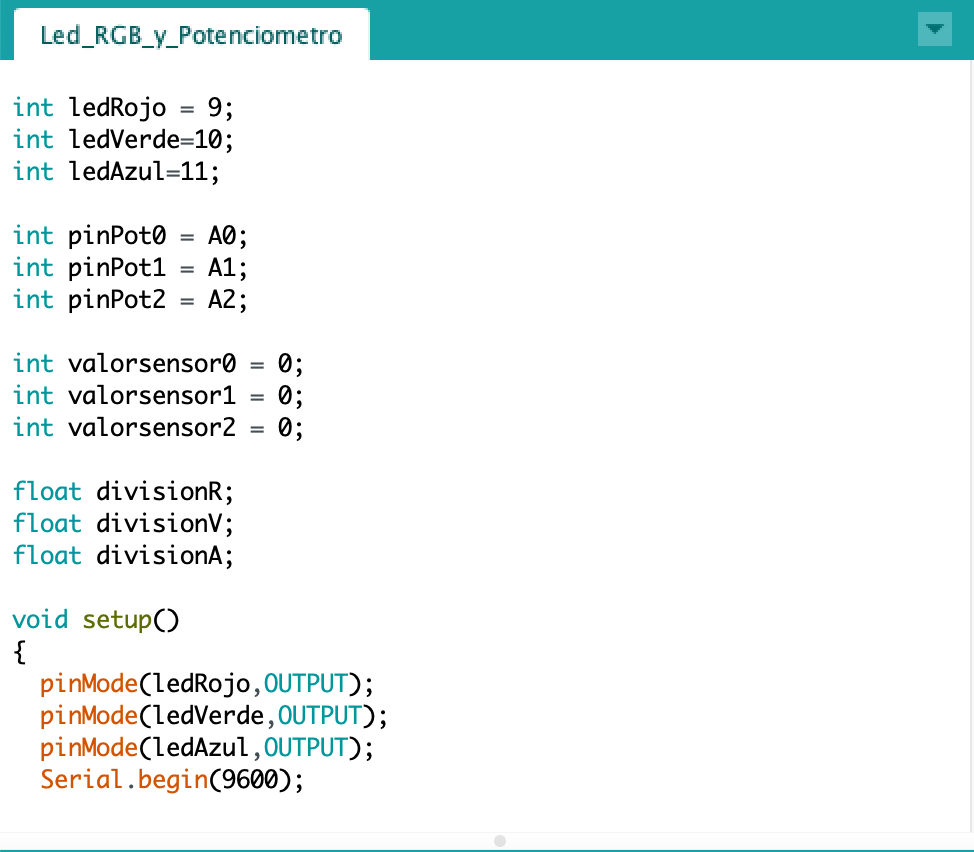 Led_RGB_y_Potenciometro
int ledRojo = 9;
int ledVerde=10;
int ledAzul=11;
int pinPot0 = A0;
int pinPot1 = A1;
int pinPot2 = A2;
int valorsensor0 = 0;
int valorsensor1 = 0;
int valorsensor2 = 0;
float divisionR;
float divisionV;
float divisionA;
void setup()
{
  pinMode(ledRojo,OUTPUT);
  pinMode(ledVerde,OUTPUT);
  pinMode(ledAzul,OUTPUT);
  Serial.begin(9600);